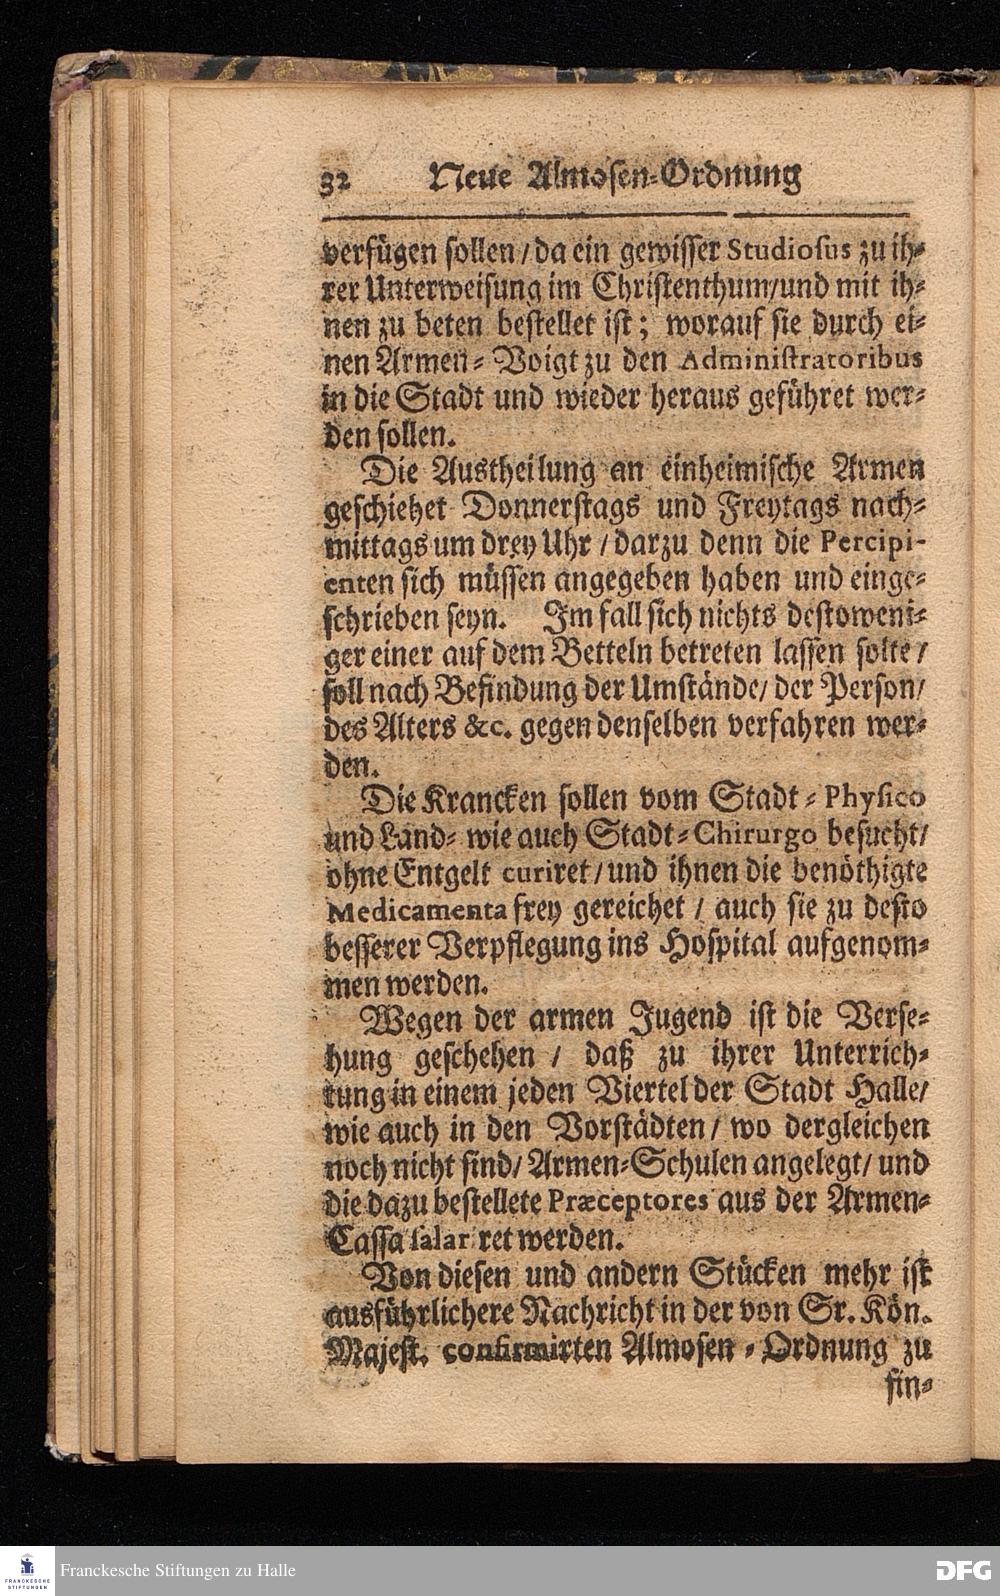 32 Neue Almosen-Ordnung
verfügen sollen / da ein gewisser Studiosus zu ih-
rer Unterweisung im Christenthum/und mit ih-
nen zu beten bestellet ist; worauf sie durch ei-
nen Armen-Voigt zu den Administratoribus
in die Stadt und wieder heraus geführet wer-
den sollen.
Die Austheilung an einheimische Armen
geschiehet Donnerstags und Freytags nach-
mittags um drey Uhr / darzu denn die Percipi-
enten sich müssen angegeben haben und einge-
schrieben seyn. Im fall sich nichts destoweni-
ger einer auf dem Betteln betreten lassen solte /
soll nach Befindung der Umstände/ der Person/
des Alters &c. gegen denselben verfahren wer-
den.
Die Krancken sollen vom Stadt-Physico
und Land- wie auch Stadt-Chirurgo besucht/
ohne Entgelt curiret / und ihnen die benöthigte
Medicamenta frey gereichet / auch sie zu desto
besserer Verpflegung ins Hospital aufgenom-
men werden.
Wegen der armen Jugend ist die Verse-
hung geschehen / daß zu ihrer Unterrich-
tung in einem jeden Viertel der Stadt Halle/
wie auch in den Vorstädten / wo dergleichen
noch nicht sind/ Armen-Schulen angelegt/ und
die dazu bestellete Præceptores aus der Armen-
Cassa salar ret werden.
Von diesen und andern Stücken mehr ist
ausführlichere Nachricht in der von Sr. Kön.
Majest. confirmirten Almosen-Ordnung zu
fin-
FRANCKESCHE
STIFTUNGEN
Franckesche Stiftungen zu Halle
DFG